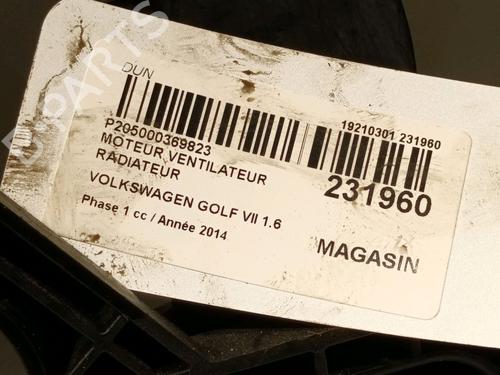 DUN
19210301 231960
P205000369823
MOTEUR VENTILATEUR
RADIATEUR
231960
VOLKSWAGEN GOLF VII 1.6
Phase 1 cc / Année 2014
MAGASIN
B-PARTS